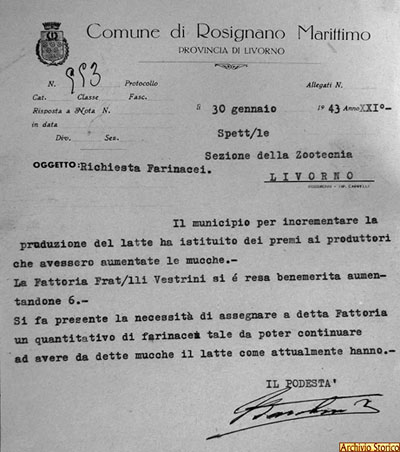 Comune di Rosignano Marittimo
PROVINCIA DI LIVORNO
N. 993 Protocollo
Allegati N.
Cat. Classe Fasc.
Risposta a Nota N.
lì 30 gennaio 1943 Anno XXI°-
in data
Spett/le
Div. Sez.
Sezione della Zootecnia
OGGETTO: Richiesta Farinacei.
LIVORNO
Il municipio per incrementare la
produzione del latte ha istituito dei premi ai produttori
che avessero aumentate le mucche.-
La Fattoria Frat/lli Vestrini si é resa benemerita aumen-
tandone 6.-
Si fa presente la necessità di assegnare a detta Fattoria
un quantitativo di farinacei tale da poter continuare
ad avere da dette mucche il latte come attualmente hanno.-
IL PODESTA'
Archivio Storico